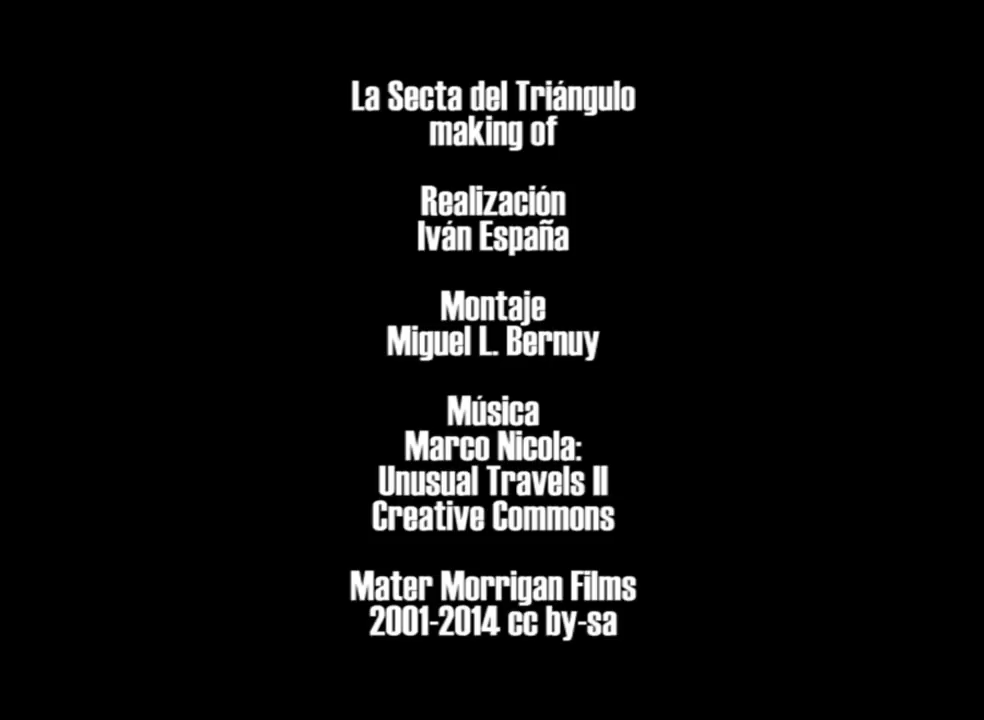 La Secta del Triángulo
making of
Realización
Iván España
Montaje
Miguel L. Bernuy
Música
Marco Nicola:
Unusual Travels II
Creative Commons
Mater Morrigan Films
2001-2014 cc by-sa